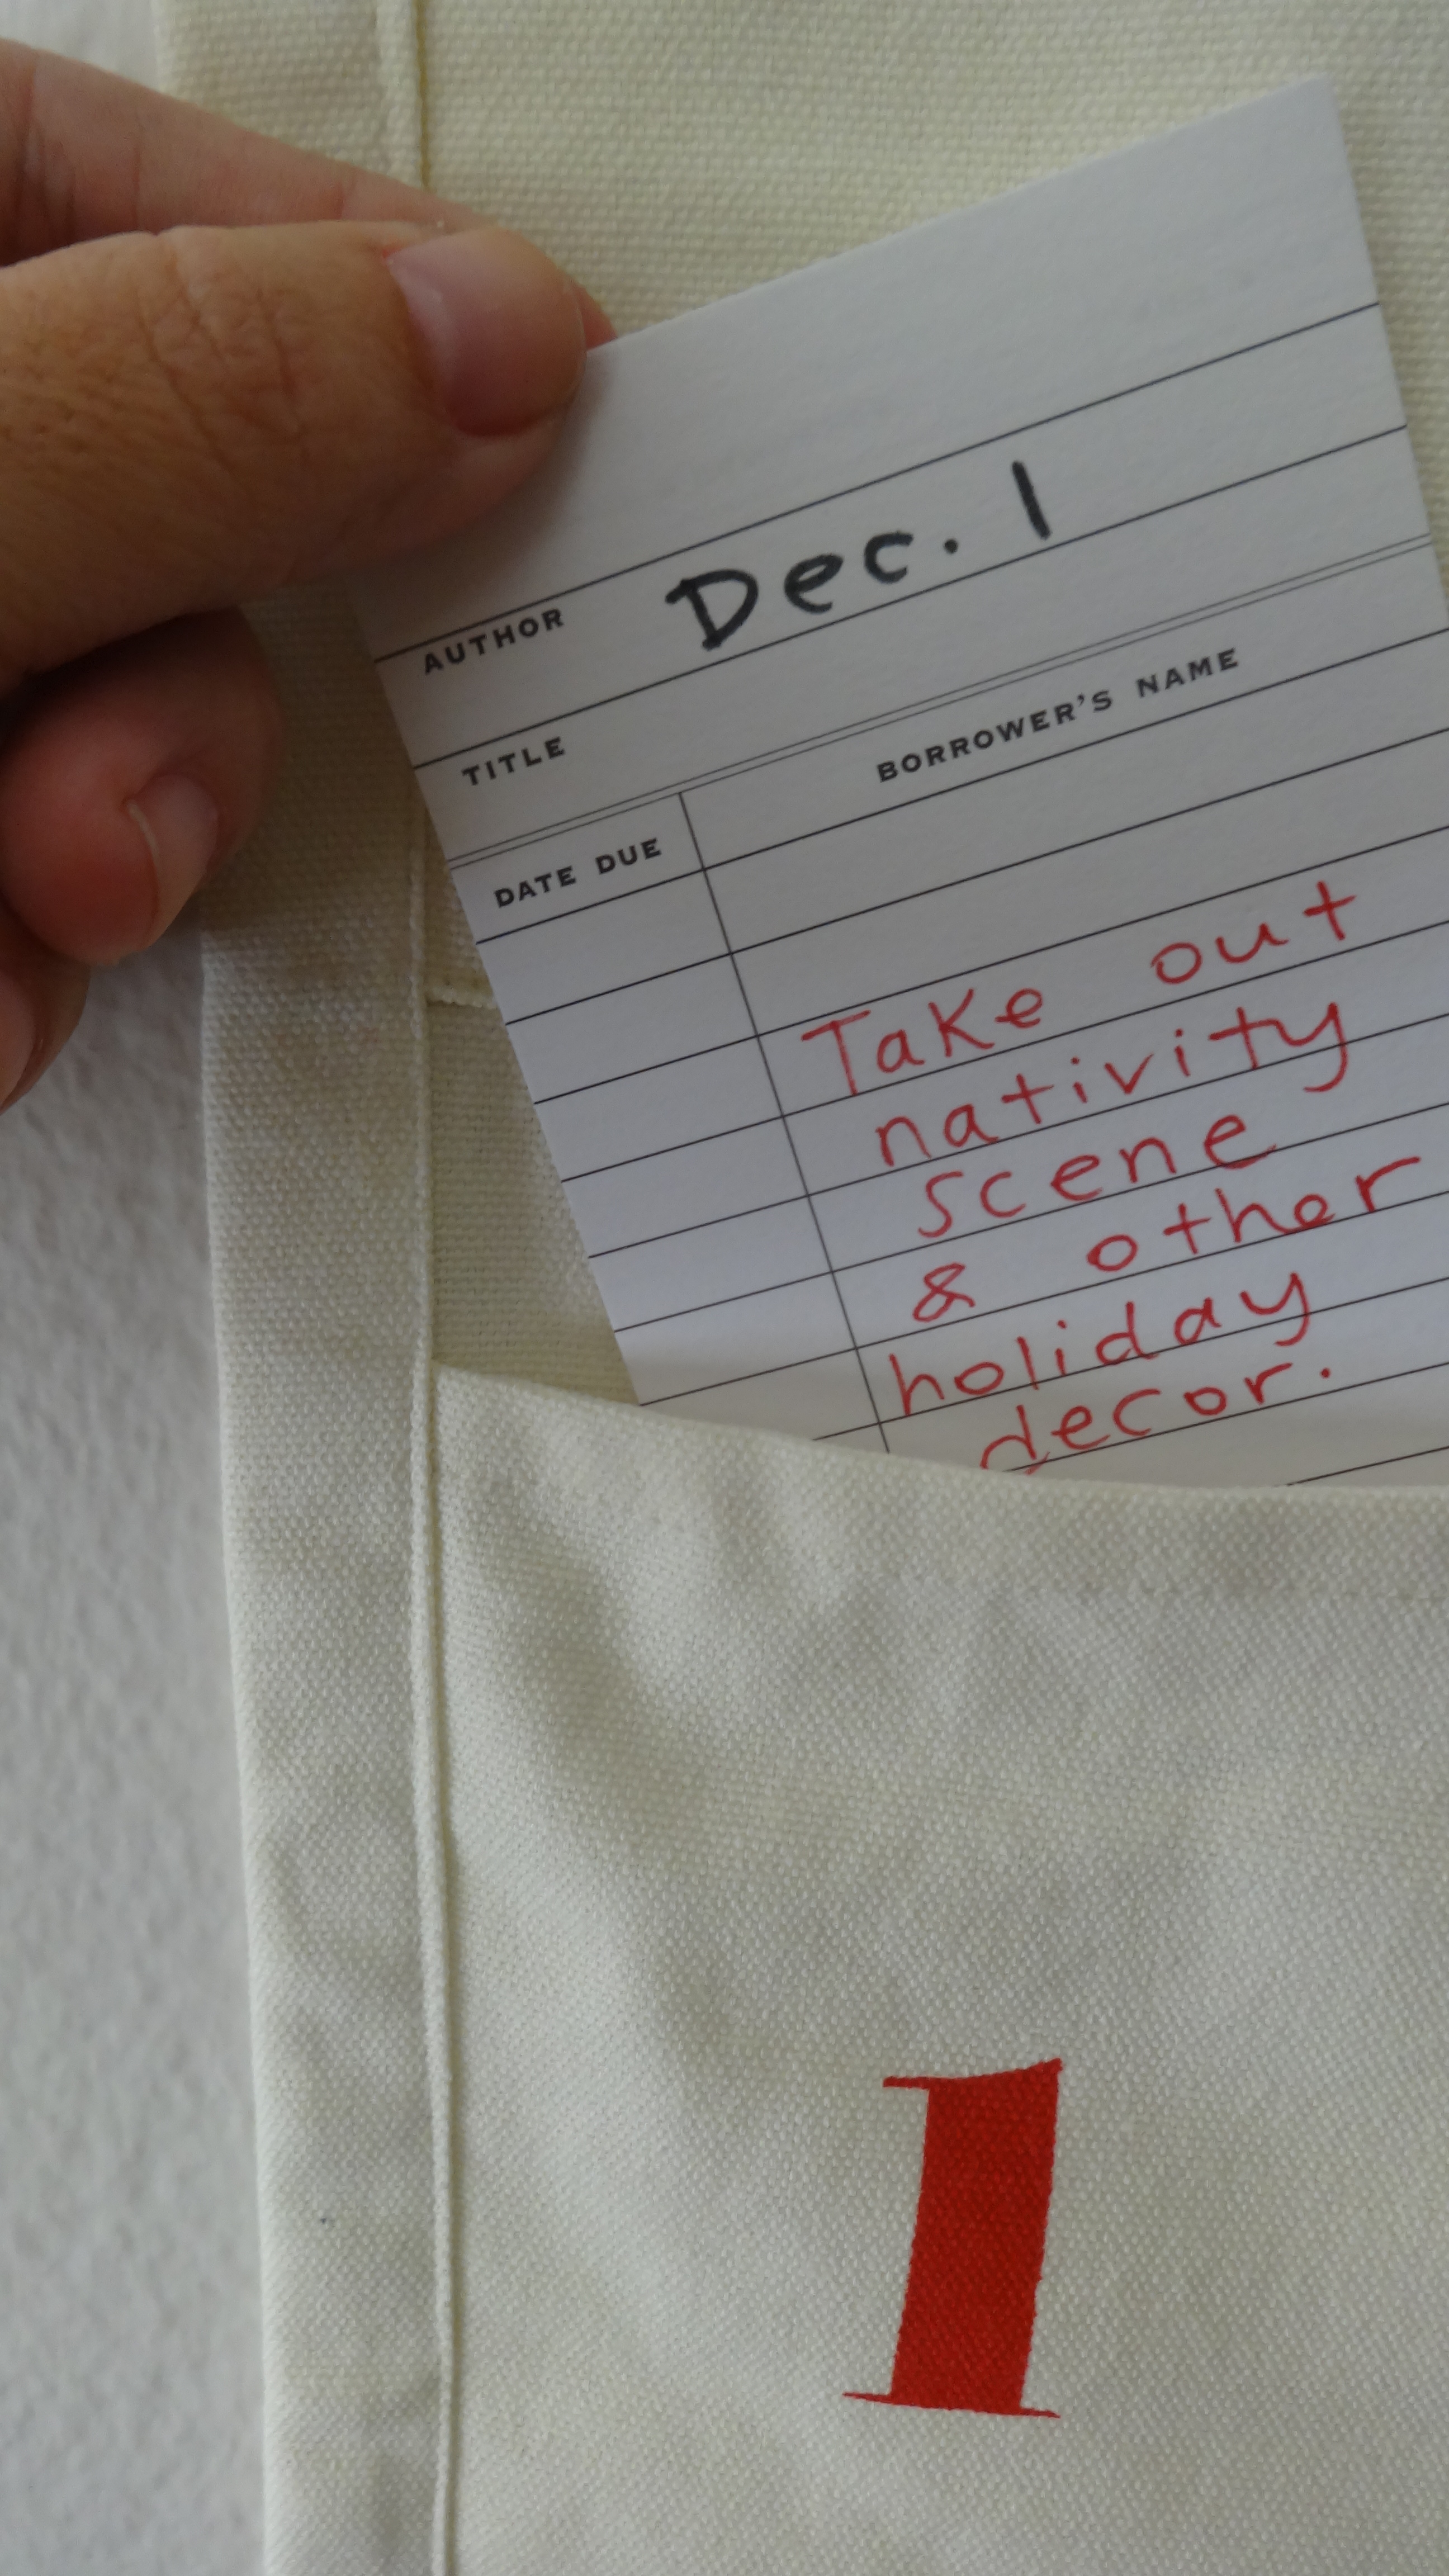 AUTHOR Dec. 1
TITLE
DATE DUE BORROWER'S NAME
Take out
nativity
scene
& other
holiday
decor.
1